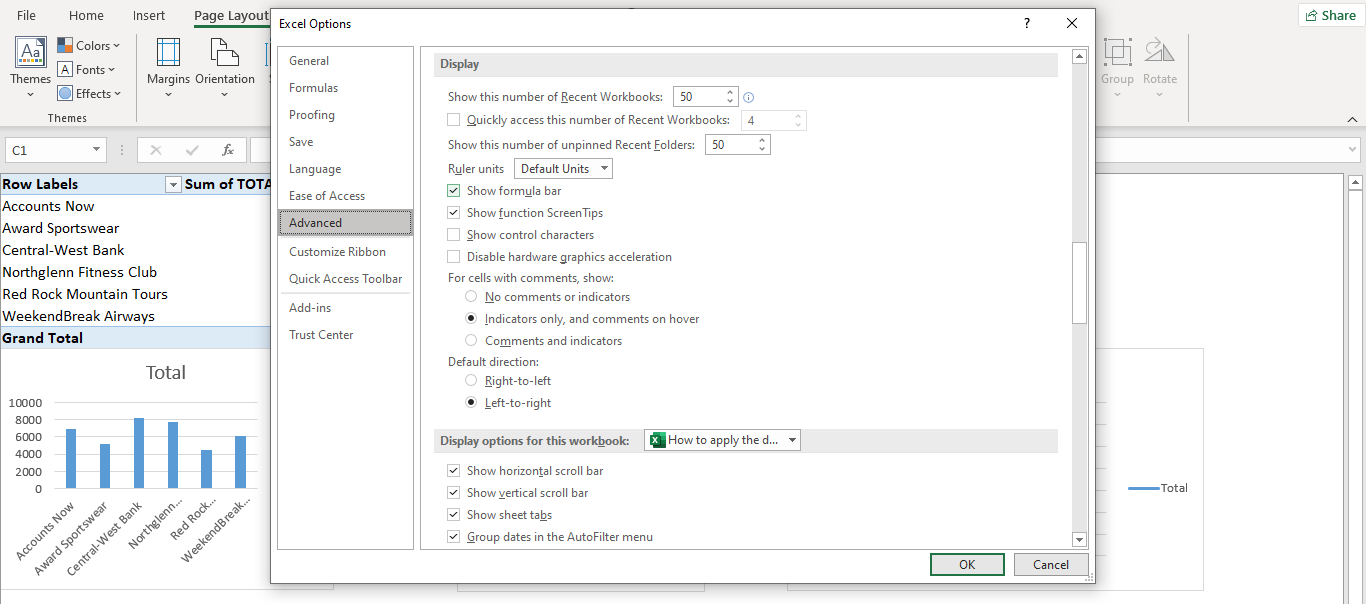 File Home Insert Page Layout
Share
Themes
Colors
Fonts
Effects
Themes
Margins
Orientation
Group
Rotate
C1
fx
Row Labels Sum of TOTA
Accounts Now
Award Sportswear
Central-West Bank
Northglenn Fitness Club
Red Rock Mountain Tours
WeekendBreak Airways
Grand Total
Total
10000
8000
6000
4000
2000
0
Accounts Now
Award Sportswear
Central-West Bank
Northglenn...
Red Rock...
WeekendBreak...
Total
Excel Options
?
General
Formulas
Proofing
Save
Language
Ease of Access
Advanced
Customize Ribbon
Quick Access Toolbar
Add-ins
Trust Center
Display
Show this number of Recent Workbooks: 50
Quickly access this number of Recent Workbooks: 4
Show this number of unpinned Recent Folders: 50
Ruler units Default Units
Show formula bar
Show function ScreenTips
Show control characters
Disable hardware graphics acceleration
For cells with comments, show:
No comments or indicators
Indicators only, and comments on hover
Comments and indicators
Default direction:
Right-to-left
Left-to-right
Display options for this workbook: How to apply the d...
Show horizontal scroll bar
Show vertical scroll bar
Show sheet tabs
Group dates in the AutoFilter menu
OK Cancel